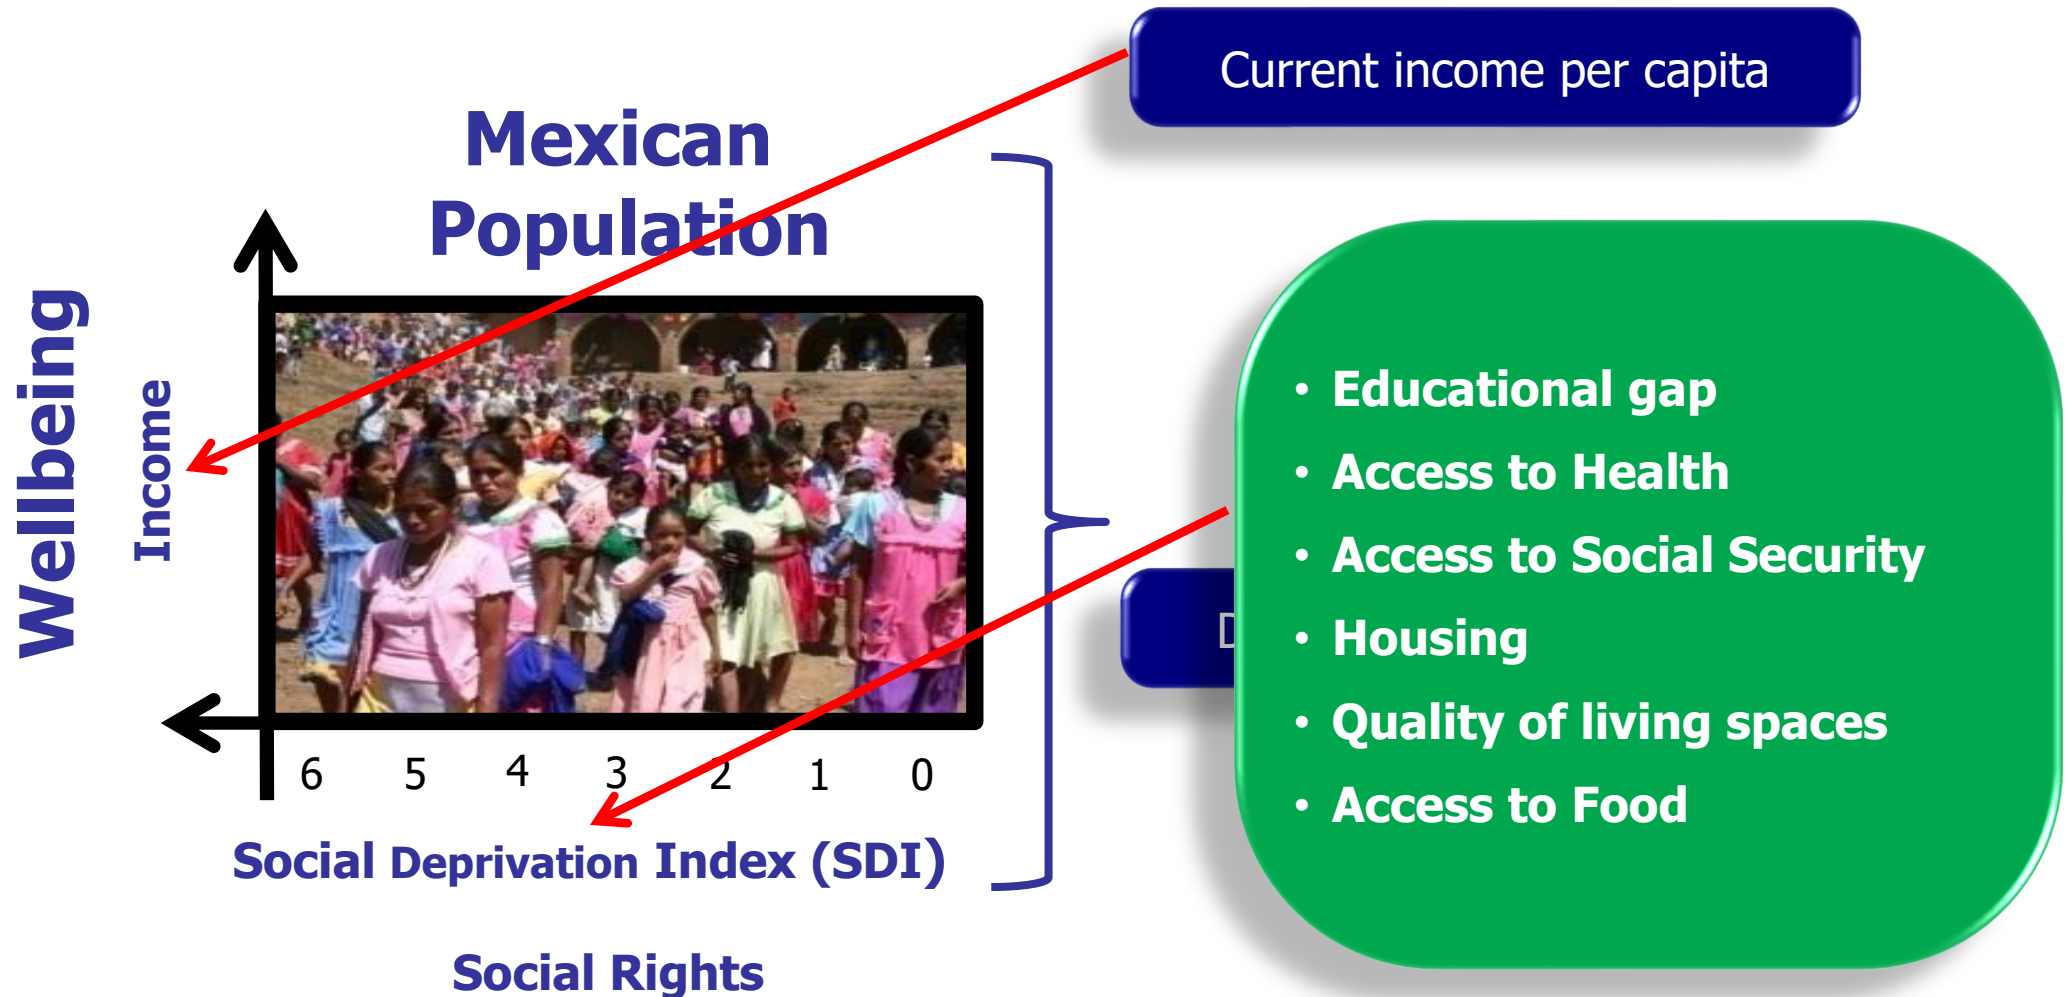 Current income per capita
Mexican
Population
Wellbeing
Income
• Educational gap
• Access to Health
• Access to Social Security
• Housing
• Quality of living spaces
• Access to Food
6 5 4 3 2 1 0
Social Deprivation Index (SDI)
Social Rights